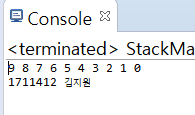 Console
<terminated> StackMa
9 8 7 6 5 4 3 2 1 0
1711412 김지원